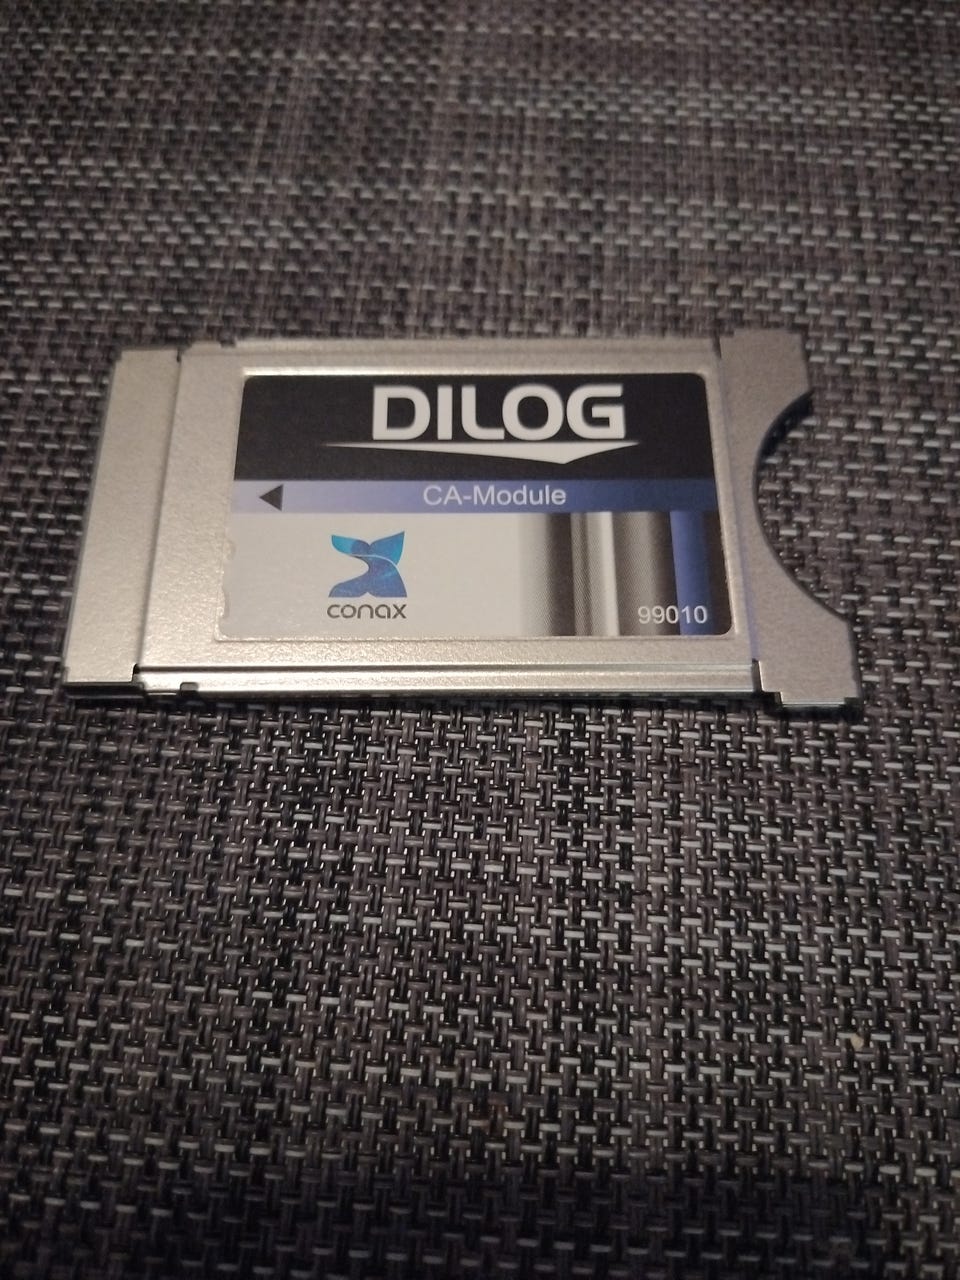 DILOG
CA-Module
conax
99010